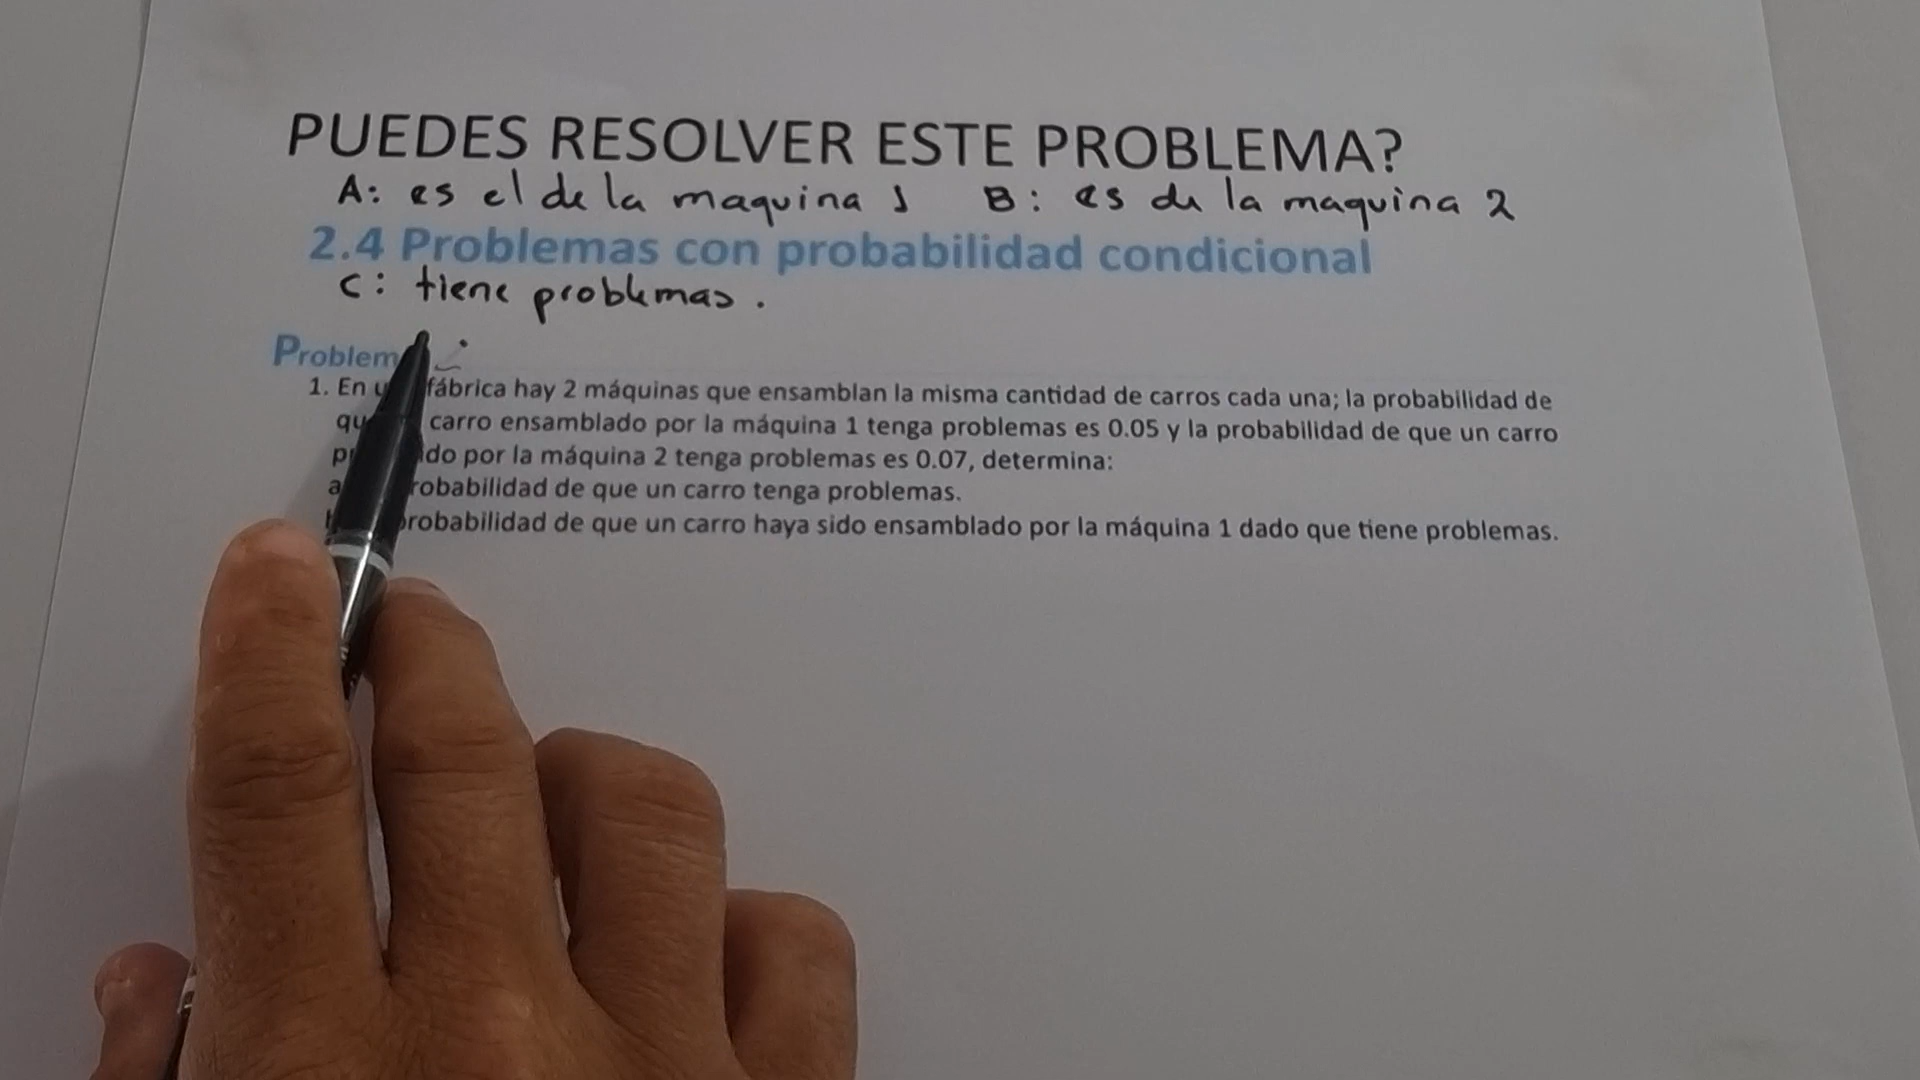 PUEDES RESOLVER ESTE PROBLEMA?
A: es el de la maquina 1 B: es de la maquina 2
2.4 Problemas con probabilidad condicional
C: tiene problemas.
Problem
1. En fábrica hay 2 máquinas que ensamblan la misma cantidad de carros cada una; la probabilidad de
carro ensamblado por la máquina 1 tenga problemas es 0.05 y la probabilidad de que un carro
por la máquina 2 tenga problemas es 0.07, determina:
robabilidad de que un carro tenga problemas.
probabilidad de que un carro haya sido ensamblado por la máquina 1 dado que tiene problemas.